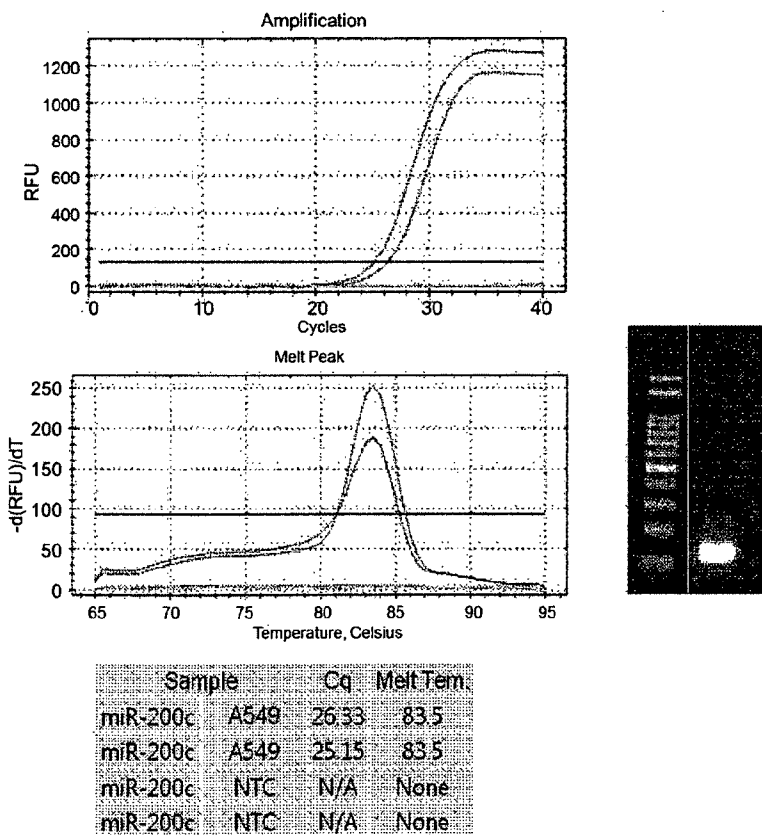 Amplification
RFU
1200
1000
800
600
400
200
0
0 10 20 30 40
Cycles
Melt Peak
-d(RFU)/dT
250
200
150
100
50
0
65 70 75 80 85 90 95
Temperature, Celsius
Sample Cq Melt Tem.
miR-200c A549 26.33 83.5
miR-200c A549 25.15 83.5
miR-200c NTC N/A None
miR-200c NTC N/A None